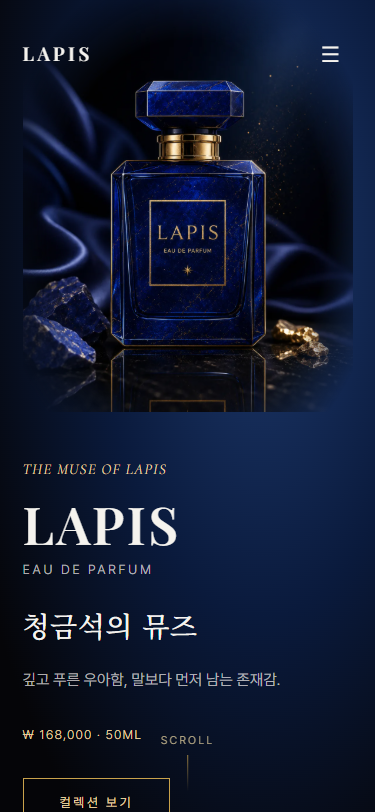 LAPIS
LAPIS
EAU DE PARFUM
THE MUSE OF LAPIS
LAPIS
EAU DE PARFUM
청금석의 뮤즈
깊고 푸른 우아함, 말보다 먼저 남는 존재감.
₩ 168,000 · 50ML
SCROLL
컬렉션 보기